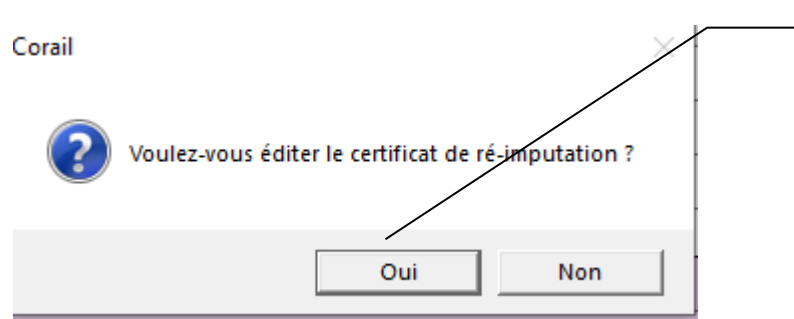 Corail
Voulez-vous éditer le certificat de ré-imputation ?
Oui
Non